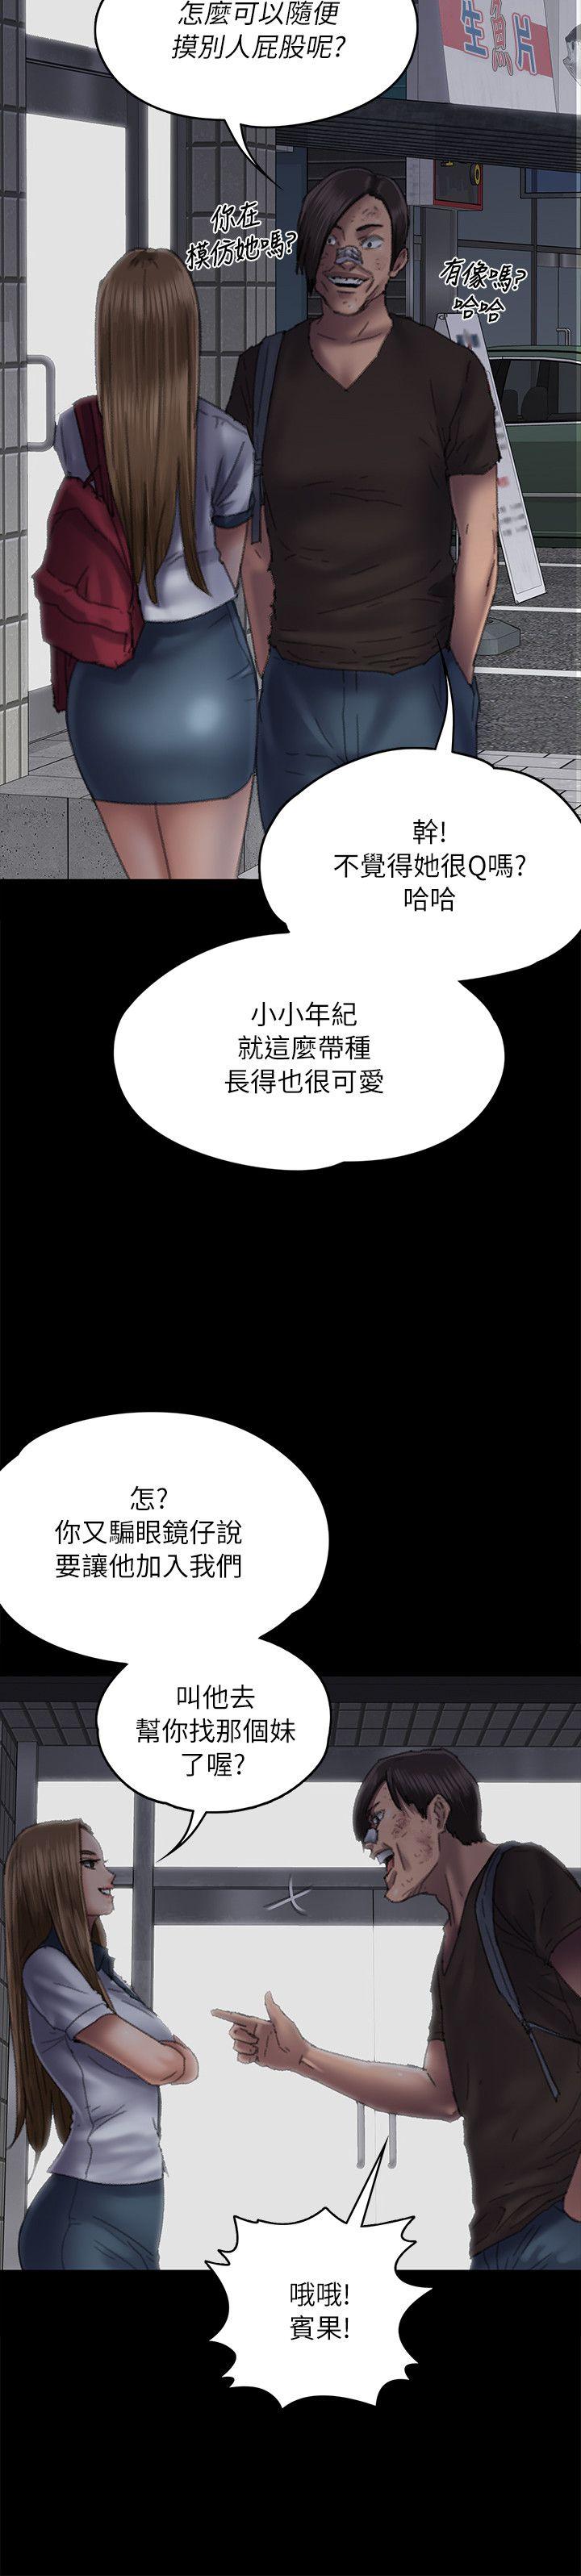 怎麼可以隨便
摸別人屁股呢?
你在
模仿她嗎?
有像嗎?
哈哈
幹!
不覺得她很Q嗎?
哈哈
小小年紀
就這麼帶種
長得也很可愛
怎?
你又騙眼鏡仔說
要讓他加入我們
叫他去
幫你找那個妹
了喔?
哦哦!
賓果!